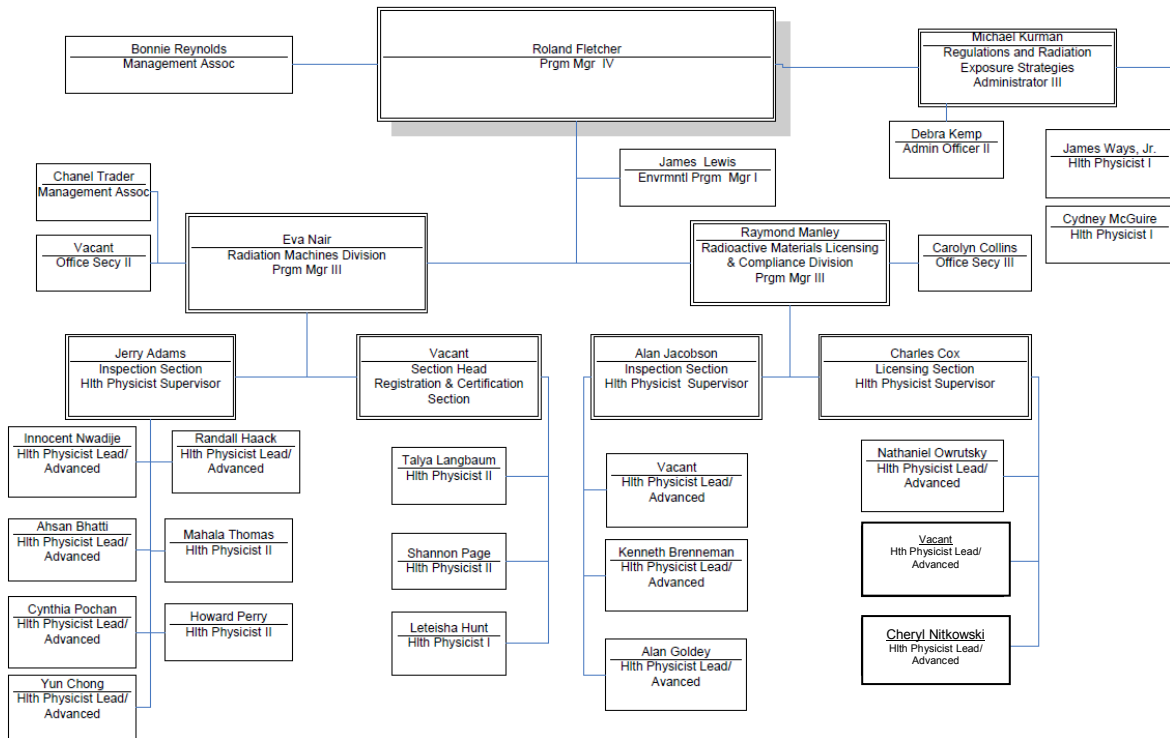 Bonnie Reynolds
Management Assoc
Roland Fletcher
Prgm Mgr IV
Michael Kurman
Regulations and Radiation
Exposure Strategies
Administrator III
Debra Kemp
Admin Officer II
James Ways, Jr.
Hlth Physicist I
Cydney McGuire
Hlth Physicist I
James Lewis
Envrmntl Prgm Mgr I
Chanel Trader
Management Assoc
Vacant
Office Secy II
Eva Nair
Radiation Machines Division
Prgm Mgr III
Raymond Manley
Radioactive Materials Licensing
& Compliance Division
Prgm Mgr III
Carolyn Collins
Office Secy III
Jerry Adams
Inspection Section
Hlth Physicist Supervisor
Vacant
Section Head
Registration & Certification
Section
Alan Jacobson
Inspection Section
Hlth Physicist Supervisor
Charles Cox
Licensing Section
Hlth Physicist Supervisor
Innocent Nwadije
Hlth Physicist Lead/
Advanced
Randall Haack
Hlth Physicist Lead/
Advanced
Ahsan Bhatti
Hlth Physicist Lead/
Advanced
Mahala Thomas
Hlth Physicist II
Cynthia Pochan
Hlth Physicist Lead/
Advanced
Howard Perry
Hlth Physicist II
Yun Chong
Hlth Physicist Lead/
Advanced
Talya Langbaum
Hlth Physicist II
Shannon Page
Hlth Physicist II
Leteisha Hunt
Hlth Physicist I
Vacant
Hlth Physicist Lead/
Advanced
Kenneth Brenneman
Hlth Physicist Lead/
Advanced
Alan Goldey
Hlth Physicist Lead/
Avanced
Nathaniel Owrutsky
Hlth Physicist Lead/
Advanced
Vacant
Hth Physicist Lead/
Advanced
Cheryl Nitkowski
Hlth Physicist Lead/
Advanced